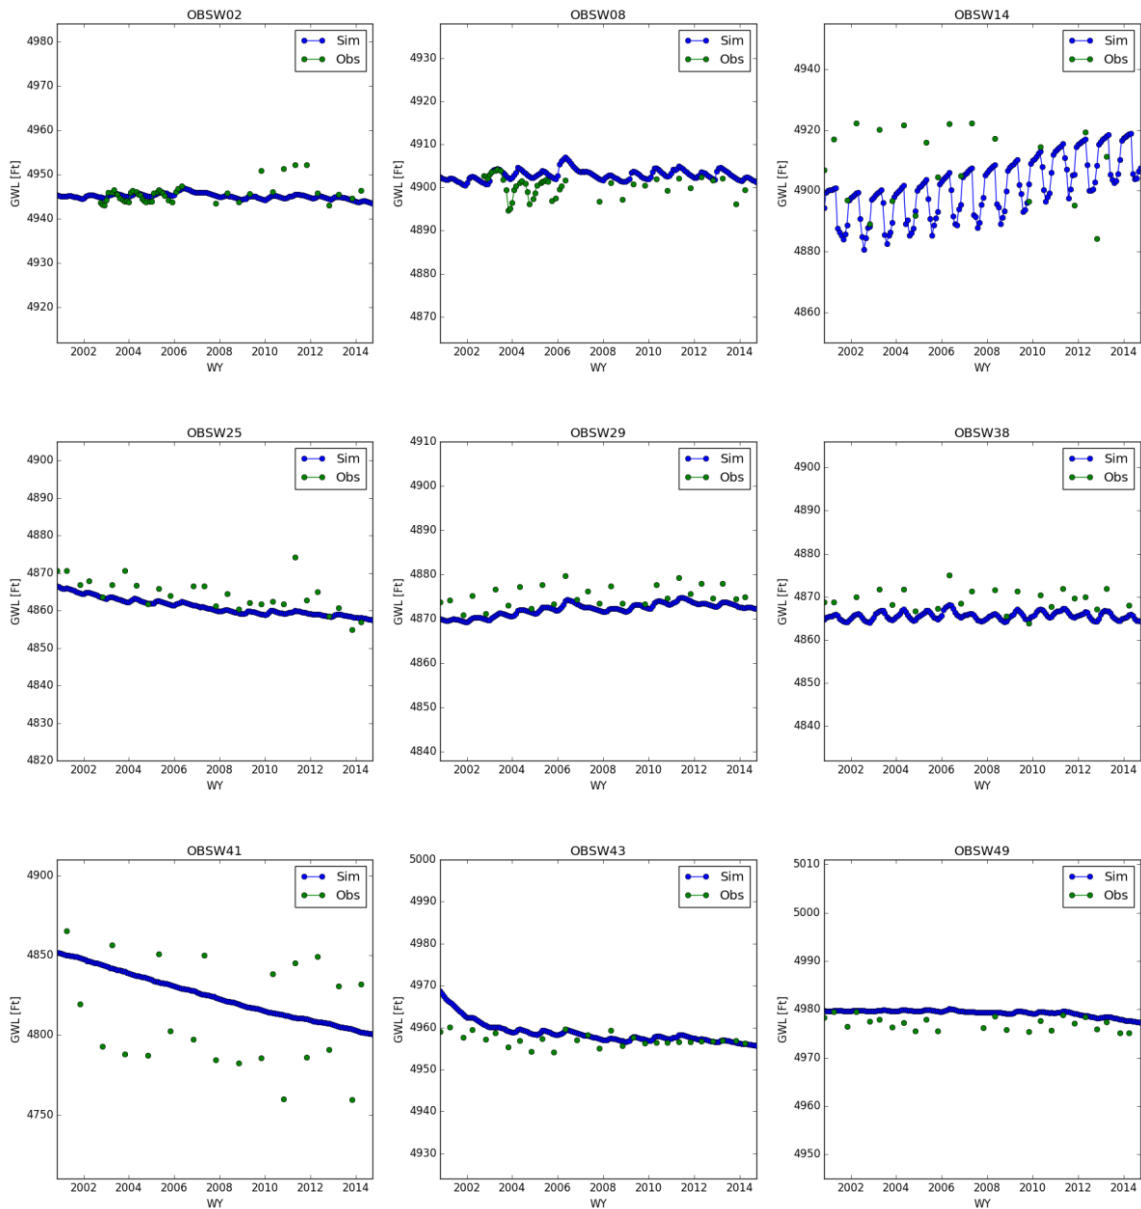 OBSW02 OBSW08 OBSW14
4980
4970
4960
4950
4940
4930
4920
GWL [Ft]
Sim
Obs
2002 2004 2006 2008 2010 2012 2014
WY
4930
4920
4910
4900
4890
4880
4870
GWL [Ft]
Sim
Obs
2002 2004 2006 2008 2010 2012 2014
WY
4940
4920
4900
4880
4860
GWL [Ft]
Sim
Obs
2002 2004 2006 2008 2010 2012 2014
WY
OBSW25 OBSW29 OBSW38
4900
4890
4880
4870
4860
4850
4840
4830
4820
GWL [Ft]
Sim
Obs
2002 2004 2006 2008 2010 2012 2014
WY
4910
4900
4890
4880
4870
4860
4850
4840
GWL [Ft]
Sim
Obs
2002 2004 2006 2008 2010 2012 2014
WY
4900
4890
4880
4870
4860
4850
4840
GWL [Ft]
Sim
Obs
2002 2004 2006 2008 2010 2012 2014
WY
OBSW41 OBSW43 OBSW49
4900
4850
4800
4750
GWL [Ft]
Sim
Obs
2002 2004 2006 2008 2010 2012 2014
WY
5000
4990
4980
4970
4960
4950
4940
4930
GWL [Ft]
Sim
Obs
2002 2004 2006 2008 2010 2012 2014
WY
5010
5000
4990
4980
4970
4960
4950
GWL [Ft]
Sim
Obs
2002 2004 2006 2008 2010 2012 2014
WY